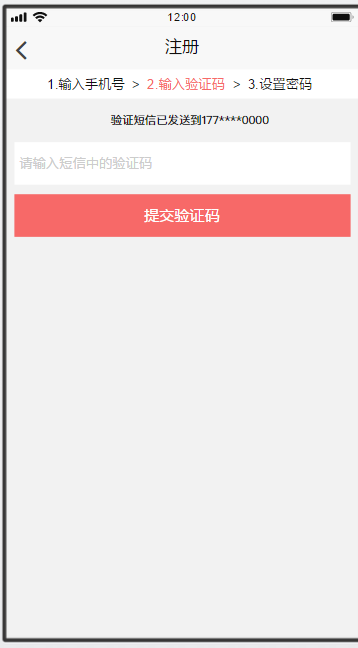 12:00
注册
1.输入手机号 > 2.输入验证码 > 3.设置密码
验证短信已发送到177****0000
请输入短信中的验证码
提交验证码